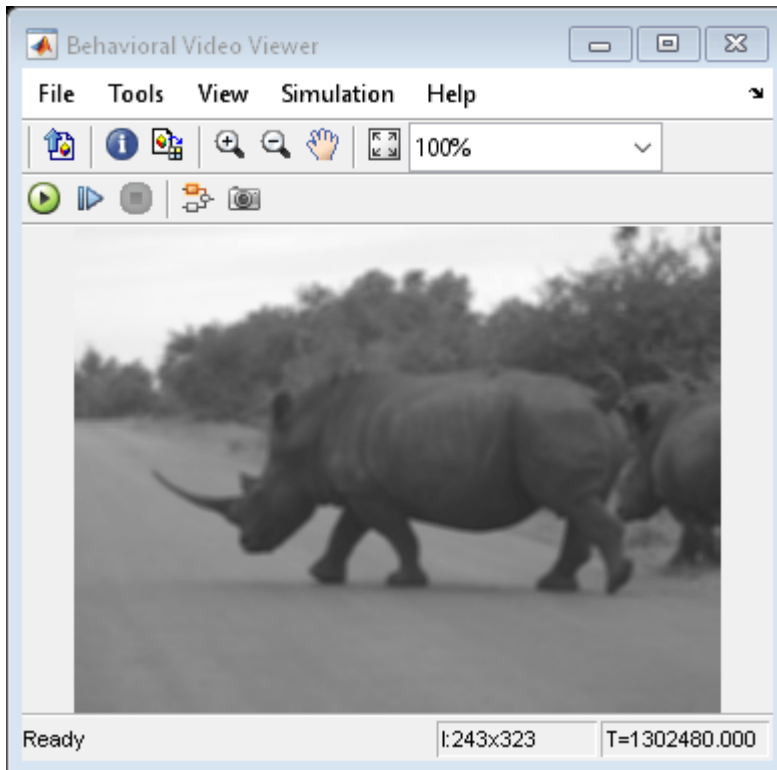 Behavioral Video Viewer
File Tools View Simulation Help
100%
Ready I:243x323 T=1302480.000